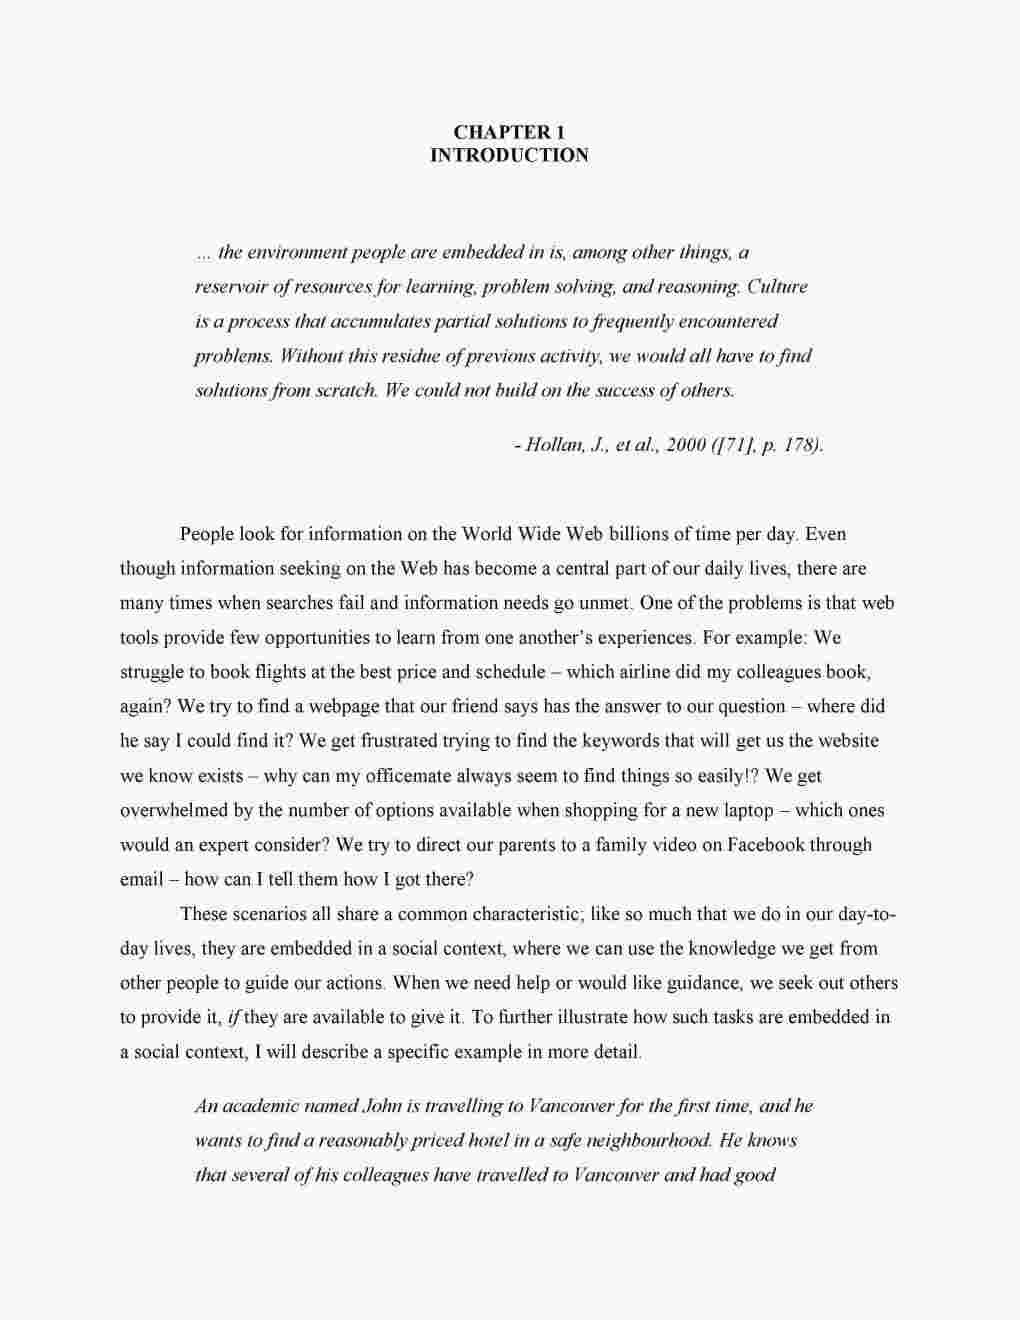 CHAPTER 1
INTRODUCTION
... the environment people are embedded in is, among other things, a
reservoir of resources for learning, problem solving, and reasoning. Culture
is a process that accumulates partial solutions to frequently encountered
problems. Without this residue of previous activity, we would all have to find
solutions from scratch. We could not build on the success of others.
- Hollan, J., et al., 2000 ([71], p. 178).
People look for information on the World Wide Web billions of time per day. Even
though information seeking on the Web has become a central part of our daily lives, there are
many times when searches fail and information needs go unmet. One of the problems is that web
tools provide few opportunities to learn from one another's experiences. For example: We
struggle to book flights at the best price and schedule – which airline did my colleagues book,
again? We try to find a webpage that our friend says has the answer to our question – where did
he say I could find it? We get frustrated trying to find the keywords that will get us the website
we know exists – why can my officemate always seem to find things so easily!? We get
overwhelmed by the number of options available when shopping for a new laptop – which ones
would an expert consider? We try to direct our parents to a family video on Facebook through
email – how can I tell them how I got there?
These scenarios all share a common characteristic; like so much that we do in our day-to-
day lives, they are embedded in a social context, where we can use the knowledge we get from
other people to guide our actions. When we need help or would like guidance, we seek out others
to provide it, if they are available to give it. To further illustrate how such tasks are embedded in
a social context, I will describe a specific example in more detail.
An academic named John is travelling to Vancouver for the first time, and he
wants to find a reasonably priced hotel in a safe neighbourhood. He knows
that several of his colleagues have travelled to Vancouver and had good